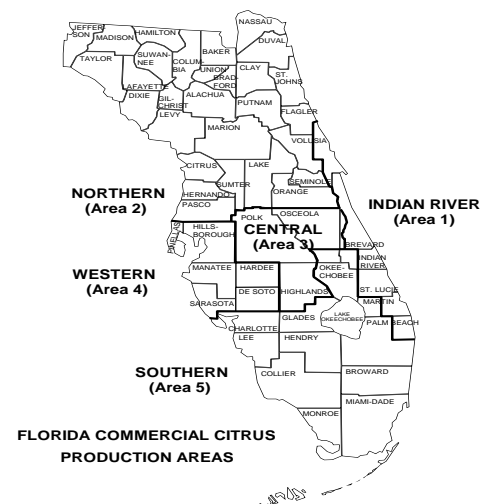 NASSAU
JEFFER-
SON
MADISON
HAMILTON
DUVAL
BAKER
TAYLOR
SUWAN-
NEE
COLUM-
BIA
UNION
BRAD-
FORD
CLAY
ST.
JOHNS
LAFAYETTE
DIXIE
GIL-
CHRIST
ALACHUA
PUTNAM
LEVY
FLAGLER
MARION
VOLUSIA
CITRUS
LAKE
SUMTER
SEMINOLE
ORANGE
HERNANDO
PASCO
NORTHERN
(Area 2)
INDIAN RIVER
(Area 1)
POLK
OSCEOLA
PINELLAS
HILLS-
BOROUGH
CENTRAL
(Area 3)
BREVARD
INDIAN
RIVER
WESTERN
(Area 4)
MANATEE
HARDEE
OKEE-
CHOBEE
SARASOTA
DE SOTO
HIGHLANDS
ST. LUCIE
MARTIN
LAKE
OKEECHOBEE
CHARLOTTE
GLADES
PALM BEACH
LEE
HENDRY
SOUTHERN
(Area 5)
COLLIER
BROWARD
MIAMI-DADE
MONROE
FLORIDA COMMERCIAL CITRUS
PRODUCTION AREAS